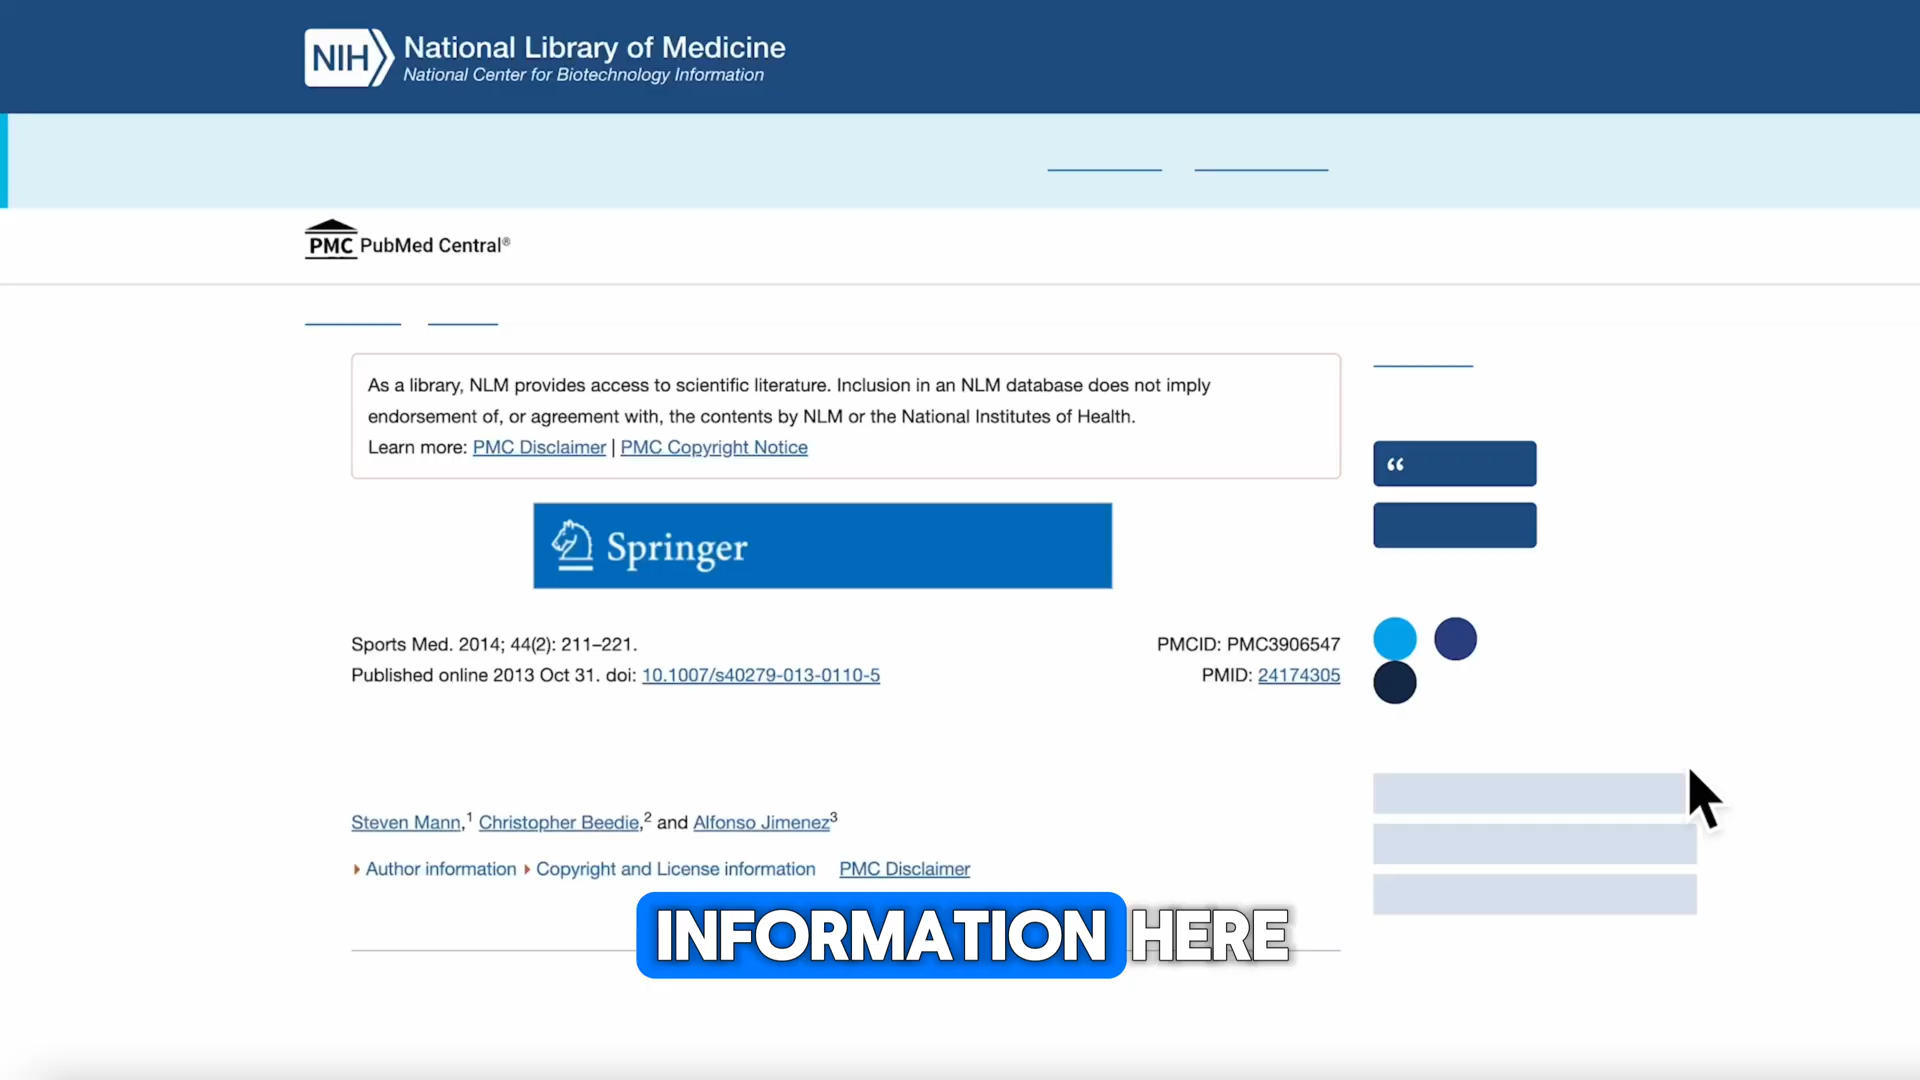 NIH National Library of Medicine
National Center for Biotechnology Information
PMC PubMed Central®
As a library, NLM provides access to scientific literature. Inclusion in an NLM database does not imply
endorsement of, or agreement with, the contents by NLM or the National Institutes of Health.
Learn more: PMC Disclaimer | PMC Copyright Notice
“
Springer
Sports Med. 2014; 44(2): 211–221.
PMCID: PMC3906547
Published online 2013 Oct 31. doi: 10.1007/s40279-013-0110-5
PMID: 24174305
Steven Mann,1 Christopher Beedie,2 and Alfonso Jimenez3
Author information Copyright and License information PMC Disclaimer
INFORMATION HERE